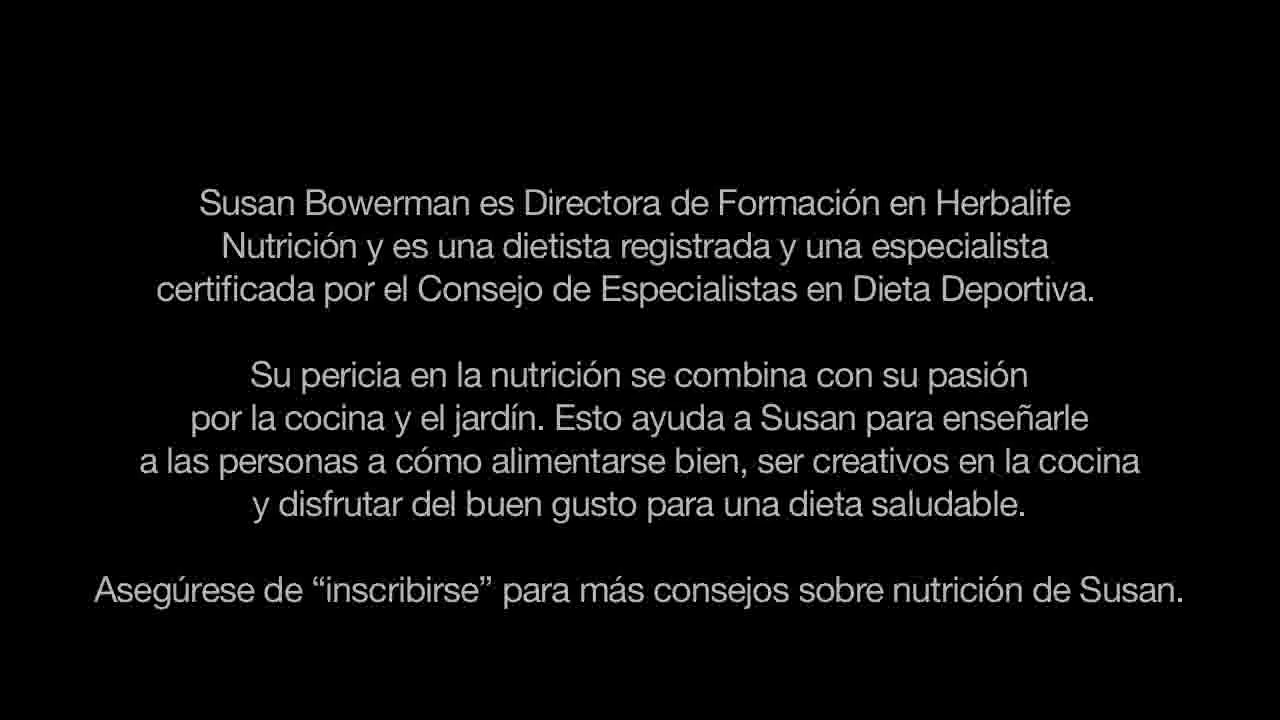 Susan Bowerman es Directora de Formación en Herbalife
Nutrición y es una dietista registrada y una especialista
certificada por el Consejo de Especialistas en Dieta Deportiva.
Su pericia en la nutrición se combina con su pasión
por la cocina y el jardín. Esto ayuda a Susan para enseñarle
a las personas a cómo alimentarse bien, ser creativos en la cocina
y disfrutar del buen gusto para una dieta saludable.
Asegúrese de “inscribirse” para más consejos sobre nutrición de Susan.